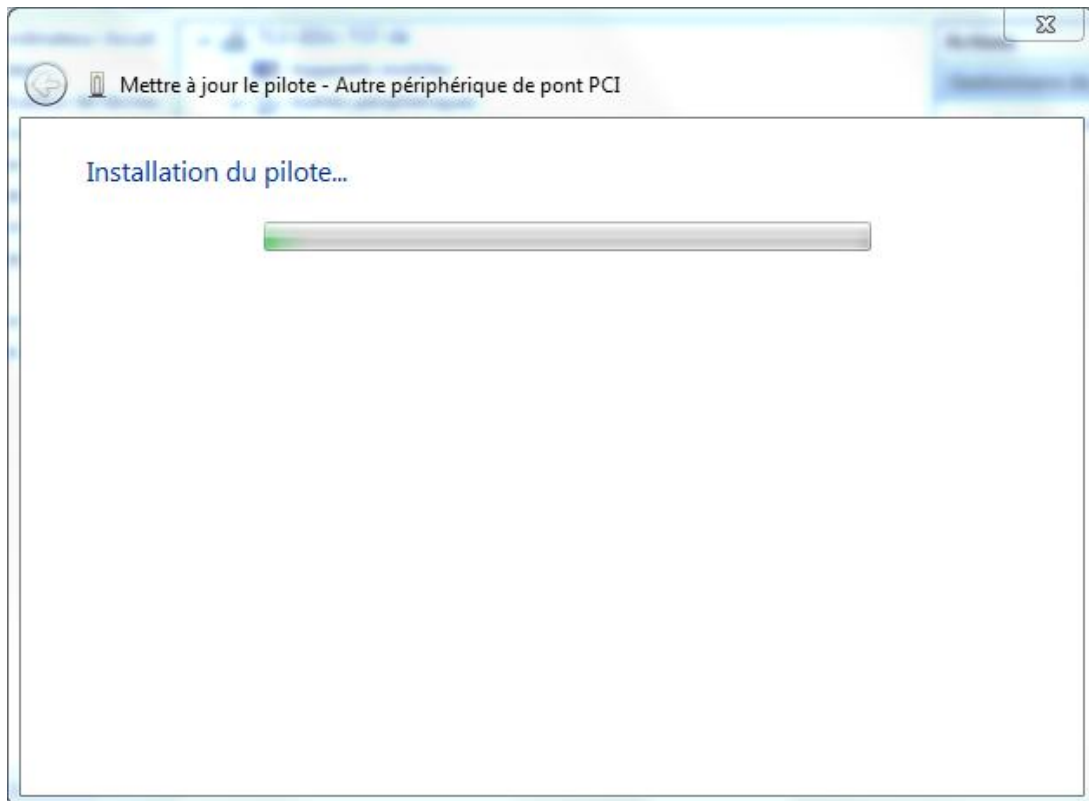 Mettre à jour le pilote - Autre périphérique de pont PCI
Installation du pilote...